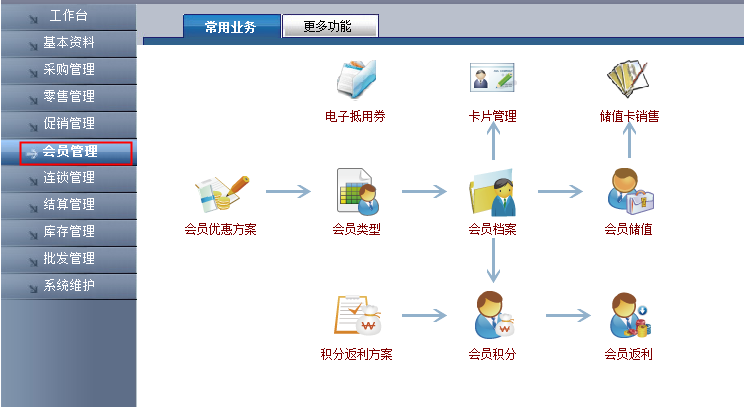 工作台
基本资料
采购管理
零售管理
促销管理
会员管理
连锁管理
结算管理
库存管理
批发管理
系统维护
常用业务 更多功能
电子抵用券 卡片管理 储值卡销售
会员优惠方案 会员类型 会员档案 会员储值
积分返利方案 会员积分 会员返利